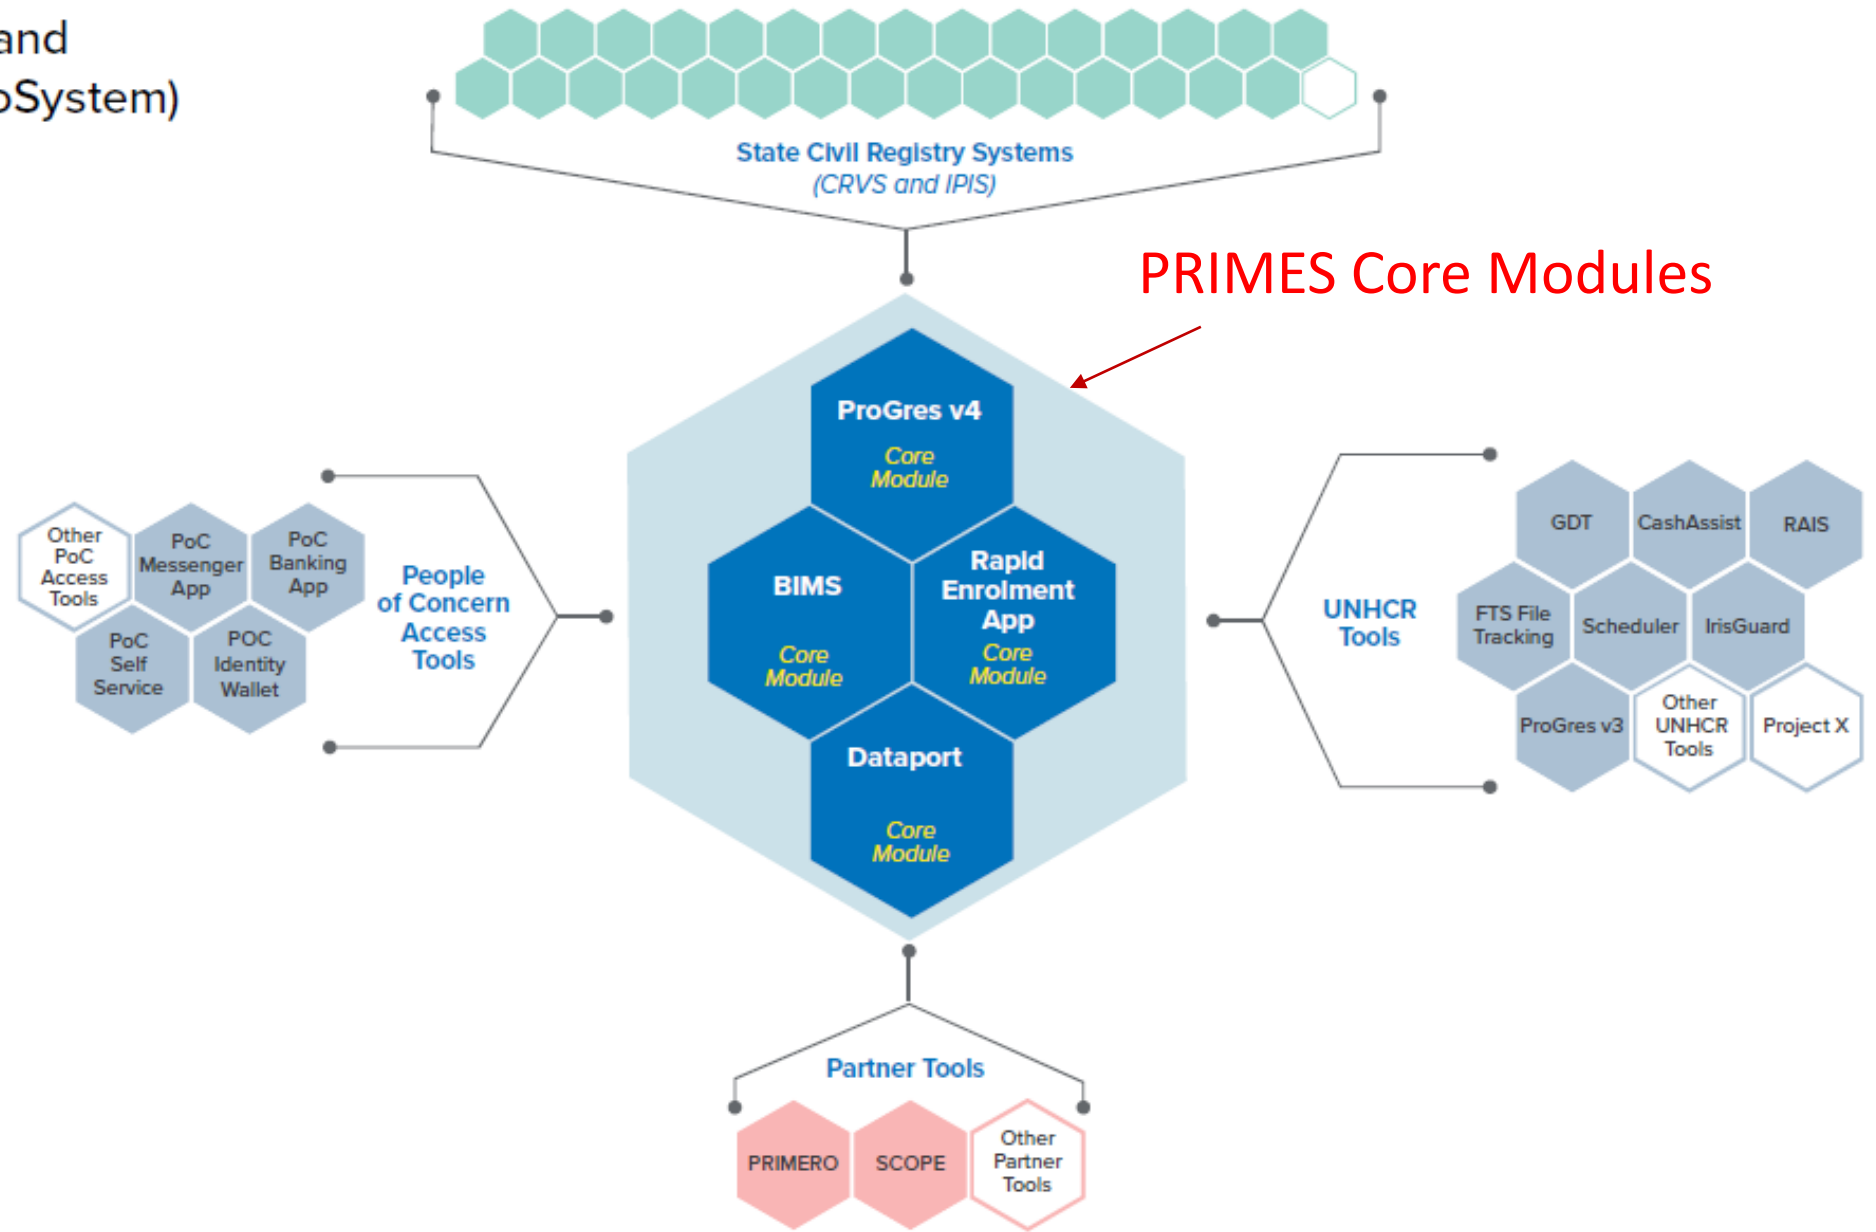 and
oSystem)
State Civil Registry Systems
(CRVS and IPIS)
PRIMES Core Modules
ProGres v4
Core
Module
BIMS
Core
Module
Rapid
Enrolment
App
Core
Module
Dataport
Core
Module
Other
PoC
Access
Tools
PoC
Messenger
App
PoC
Banking
App
PoC
Self
Service
POC
Identity
Wallet
People
of Concern
Access
Tools
UNHCR
Tools
GDT
CashAssist
RAIS
FTS File
Tracking
Scheduler
IrisGuard
ProGres v3
Other
UNHCR
Tools
Project X
Partner Tools
PRIMERO
SCOPE
Other
Partner
Tools